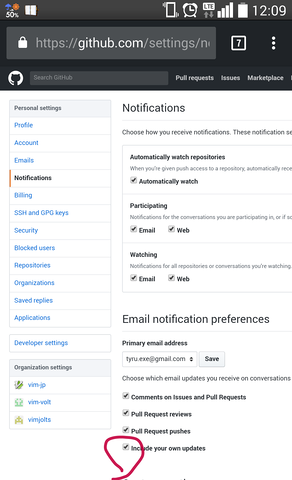 50%
LTE
12:09
https://github.com/settings/n
7
Search GitHub
Pull requests Issues Marketplace
Personal settings
Profile
Account
Emails
Notifications
Billing
SSH and GPG keys
Security
Blocked users
Repositories
Organizations
Saved replies
Applications
Developer settings
Organization settings
vim-jp
vim-volt
vimjolts
Notifications
Choose how you receive notifications. These notification se
Automatically watch repositories
When you're given push access to a repository, automatically rece
Automatically watch
Participating
Notifications for the conversations you are participating in, or if so
Email Web
Watching
Notifications for all repositories or conversations you're watching.
Email Web
Email notification preferences
Primary email address
tyru.exe@gmail.com Save
Choose which email updates you receive on conversations
Comments on Issues and Pull Requests
Pull Request reviews
Pull Request pushes
Include your own updates